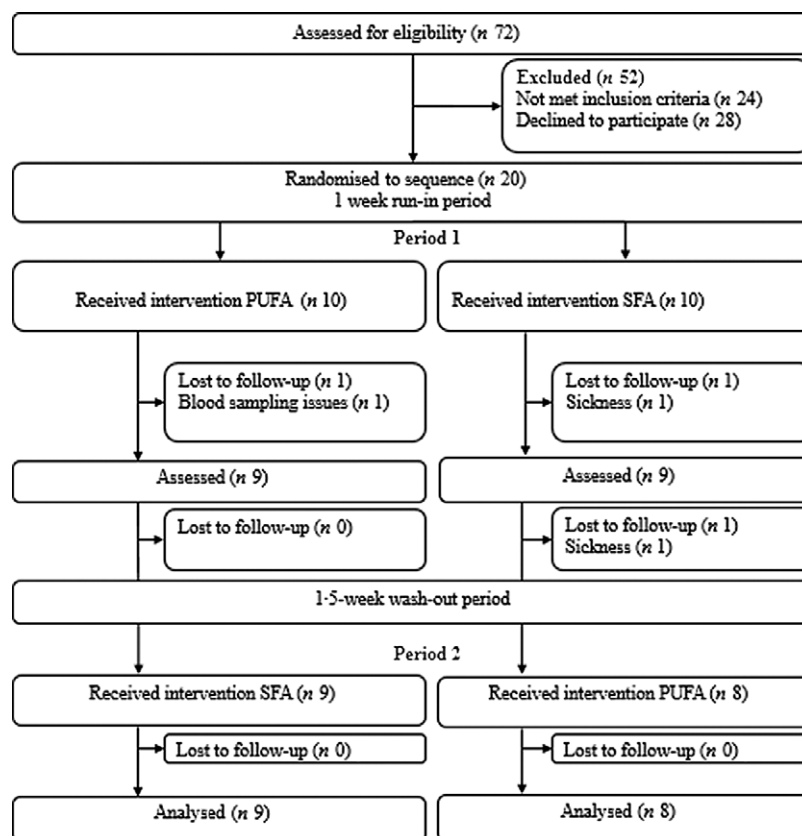 Assessed for eligibility (n 72)
Excluded (n 52)
Not met inclusion criteria (n 24)
Declined to participate (n 28)
Randomised to sequence (n 20)
1 week run-in period
Period 1
Received intervention PUFA (n 10)
Received intervention SFA (n 10)
Lost to follow-up (n 1)
Blood sampling issues (n 1)
Lost to follow-up (n 1)
Sickness (n 1)
Assessed (n 9)
Assessed (n 9)
Lost to follow-up (n 0)
Lost to follow-up (n 1)
Sickness (n 1)
1·5-week wash-out period
Period 2
Received intervention SFA (n 9)
Received intervention PUFA (n 8)
Lost to follow-up (n 0)
Lost to follow-up (n 0)
Analysed (n 9)
Analysed (n 8)